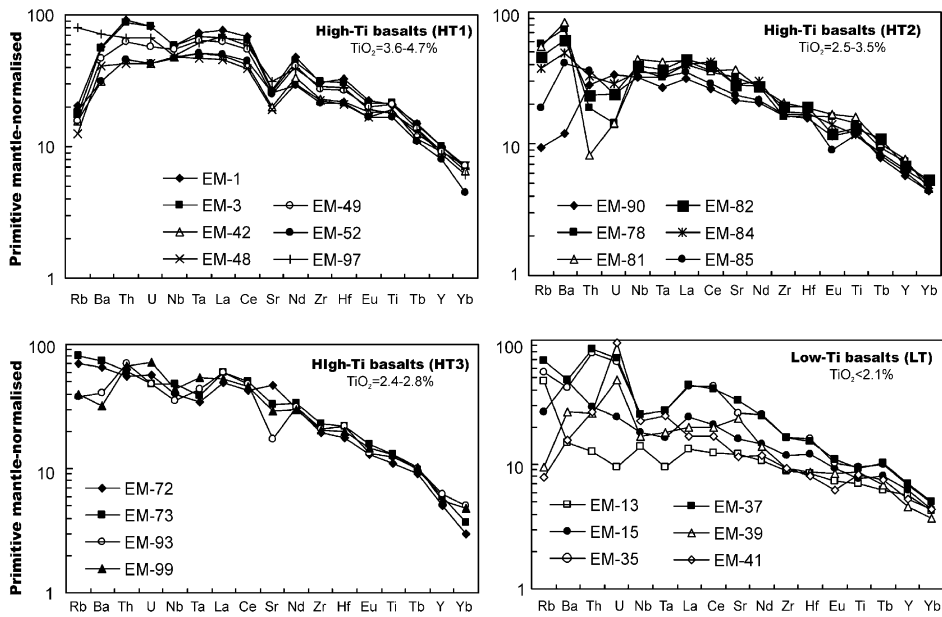 High-Ti basalts (HT1)
TiO2=3.6-4.7%
Primitive mantle-normalised
100
10
1
EM-1
EM-3
EM-42
EM-48
EM-49
EM-52
EM-97
Rb Ba Th U Nb Ta La Ce Sr Nd Zr Hf Eu Ti Tb Y Yb
High-Ti basalts (HT2)
TiO2=2.5-3.5%
100
10
1
EM-90
EM-78
EM-81
EM-82
EM-84
EM-85
Rb Ba Th U Nb Ta La Ce Sr Nd Zr Hf Eu Ti Tb Y Yb
HIgh-Ti basalts (HT3)
TiO2=2.4-2.8%
Primitive mantle-normalised
100
10
1
EM-72
EM-73
EM-93
EM-99
Rb Ba Th U Nb Ta La Ce Sr Nd Zr Hf Eu Ti Tb Y Yb
Low-Ti basalts (LT)
TiO2<2.1%
100
10
1
EM-13
EM-15
EM-35
EM-37
EM-39
EM-41
Rb Ba Th U Nb Ta La Ce Sr Nd Zr Hf Eu Ti Tb Y Yb